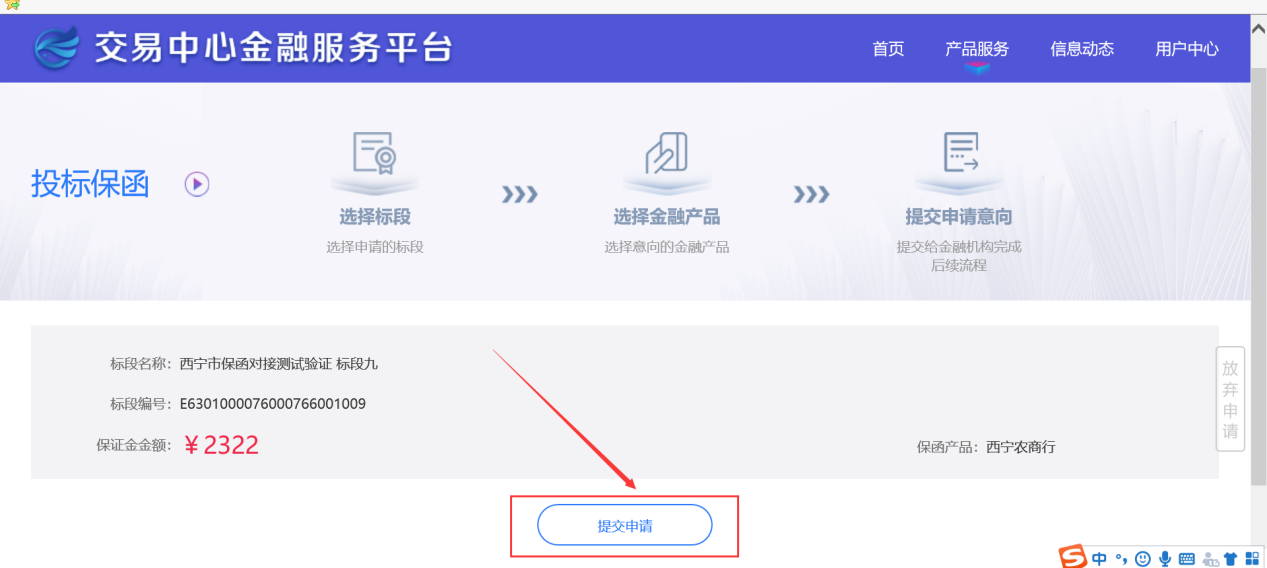 交易中心金融服务平台
首页 产品服务 信息动态 用户中心
投标保函
选择标段
选择申请的标段
选择金融产品
选择意向的金融产品
提交申请意向
提交给金融机构完成
后续流程
标段名称： 西宁市保函对接测试验证 标段九
标段编号： E6301000076000766001009
保证金金额： ￥2322
保函产品： 西宁农商行
放弃申请
提交申请
中